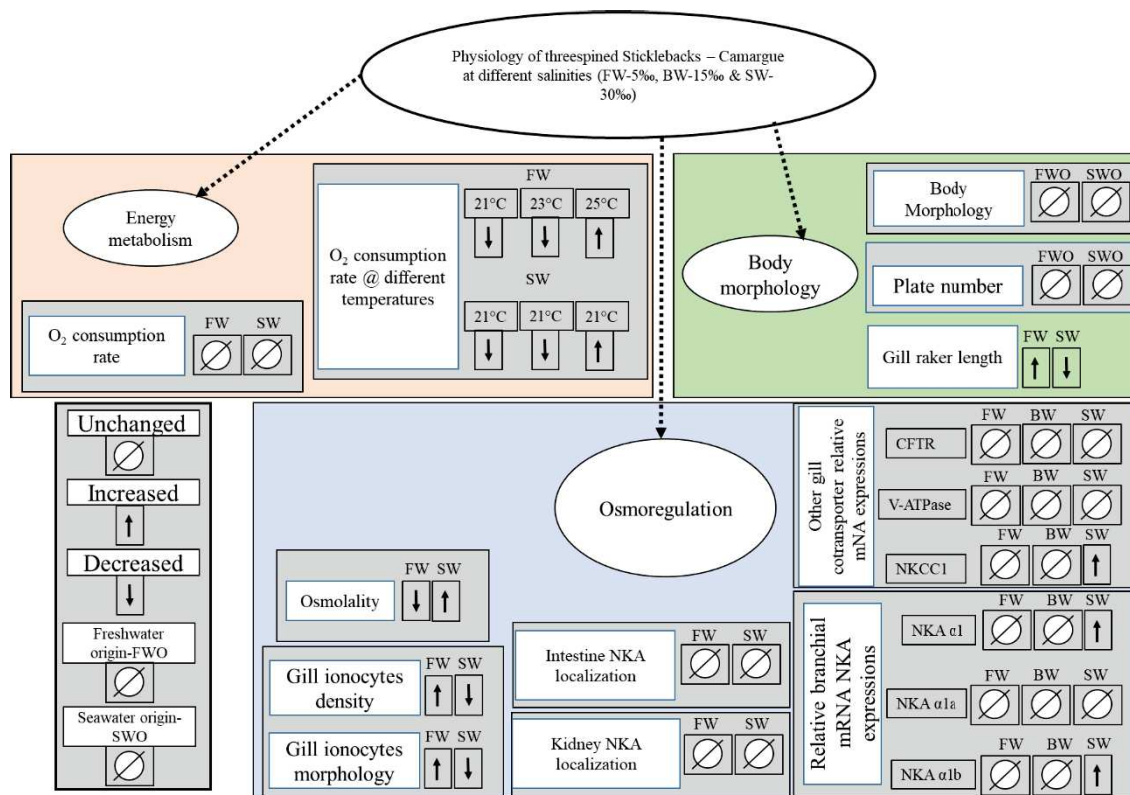 Physiology of threespined Sticklebacks – Camargue
at different salinities (FW-5‰, BW-15‰ & SW-
30‰)
Energy
metabolism
O₂ consumption
rate
FW SW
O₂ consumption
rate @ different
temperatures
FW
21°C 23°C 25°C
SW
21°C 21°C 21°C
Body
morphology
Body
Morphology
FWO SWO
Plate number
FWO SWO
Gill raker length
FW SW
Unchanged
Increased
Decreased
Freshwater
origin-FWO
Seawater origin-
SWO
Osmoregulation
Osmolality
FW SW
Gill ionocytes
density
FW SW
Gill ionocytes
morphology
FW SW
Intestine NKA
localization
FW SW
Kidney NKA
localization
FW SW
Other gill
cotransporter relative
mNA expressions
FW BW SW
CFTR
FW BW SW
V-ATPase
FW BW SW
NKCC1
Relative branchial
mRNA NKA
expressions
FW BW SW
NKA α1
FW BW SW
NKA α1a
FW BW SW
NKA α1b